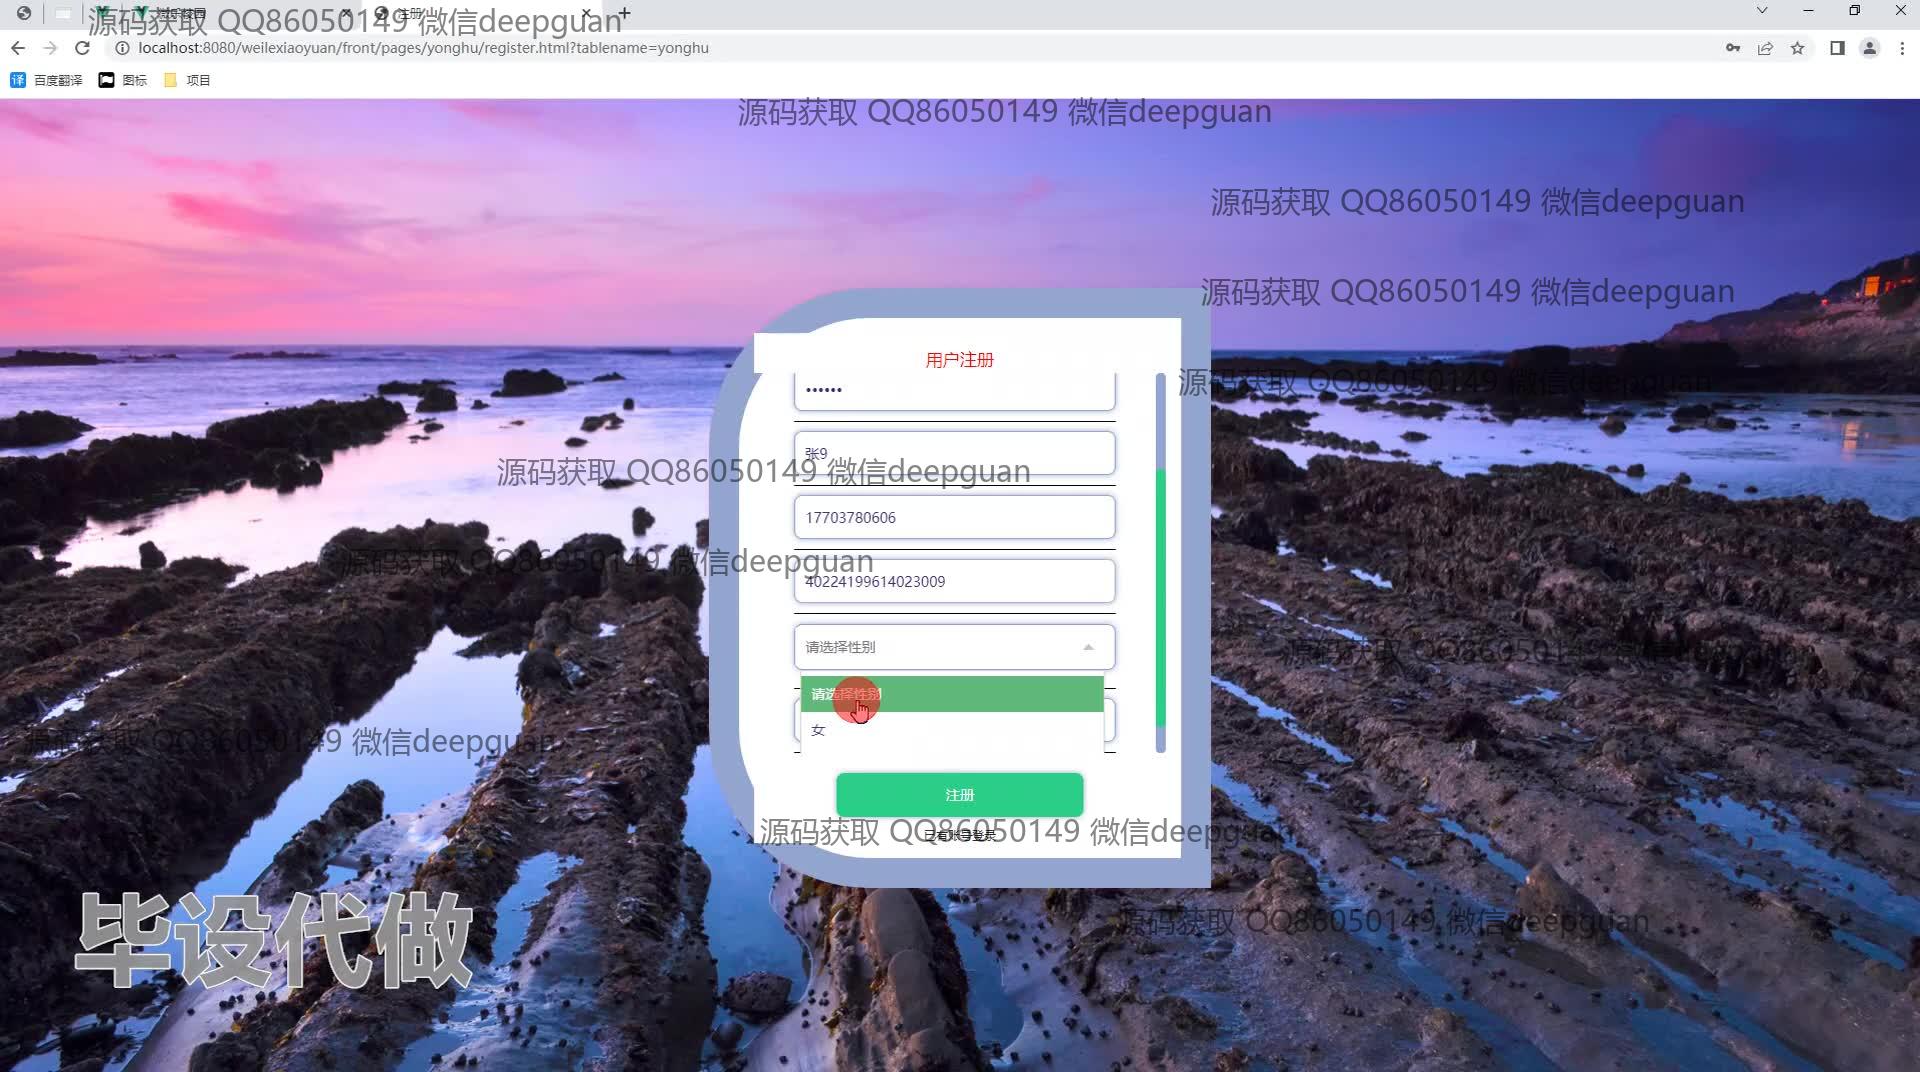 源码获取 QQ86050149 微信deepguan
localhost:8080/weilexiaoyuan/front/pages/yonghu/register.html?tablename=yonghu
译 百度翻译 图标 项目
源码获取 QQ86050149 微信deepguan
源码获取 QQ86050149 微信deepguan
源码获取 QQ86050149 微信deepguan
用户注册
源码获取 QQ86050149 微信deepguan
••••••
张9
源码获取 QQ86050149 微信deepguan
17703780606
源码获取 QQ86050149 微信deepguan
40224199614023009
请选择性别
源码获取 QQ86050149 微信deepguan
请选择性别
女
源码获取 QQ86050149 微信deepguan
注册
源码获取 QQ86050149 微信deepguan
已有账号登录
源码获取 QQ86050149 微信deepguan
毕设代做